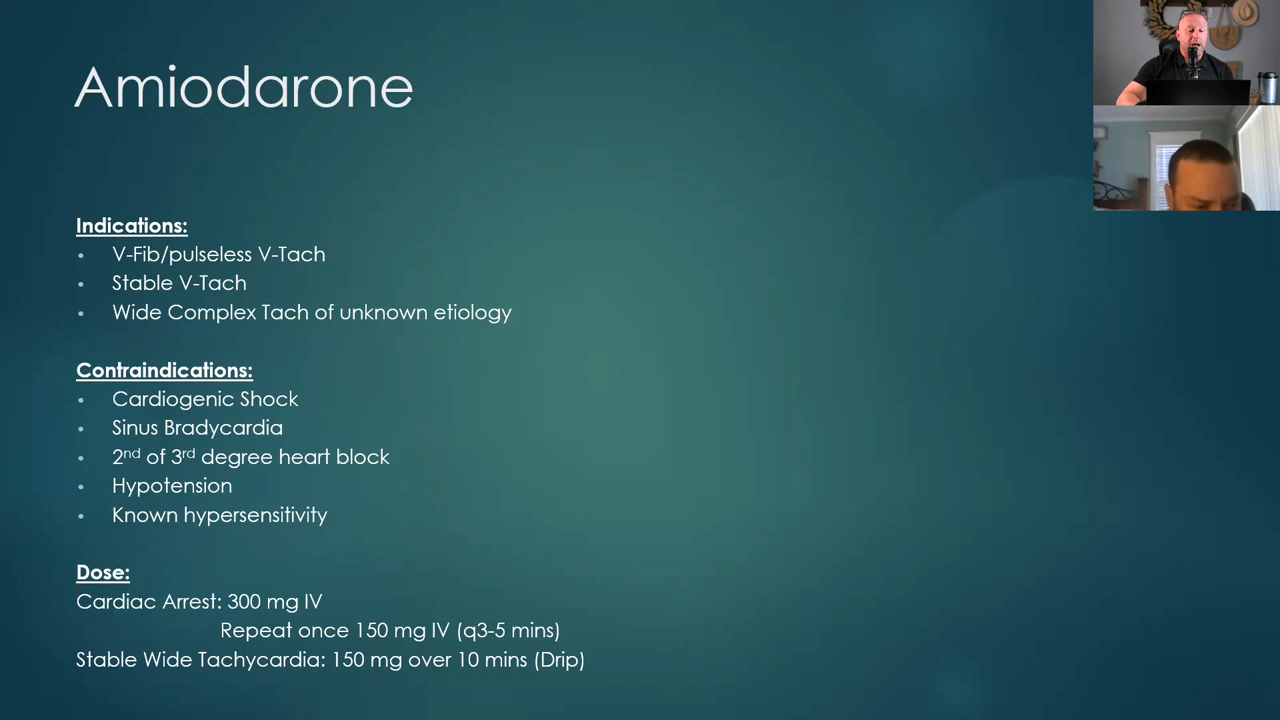 Amiodarone
Indications:
• V-Fib/pulseless V-Tach
• Stable V-Tach
• Wide Complex Tach of unknown etiology
Contraindications:
• Cardiogenic Shock
• Sinus Bradycardia
• 2nd of 3rd degree heart block
• Hypotension
• Known hypersensitivity
Dose:
Cardiac Arrest: 300 mg IV
Repeat once 150 mg IV (q3-5 mins)
Stable Wide Tachycardia: 150 mg over 10 mins (Drip)